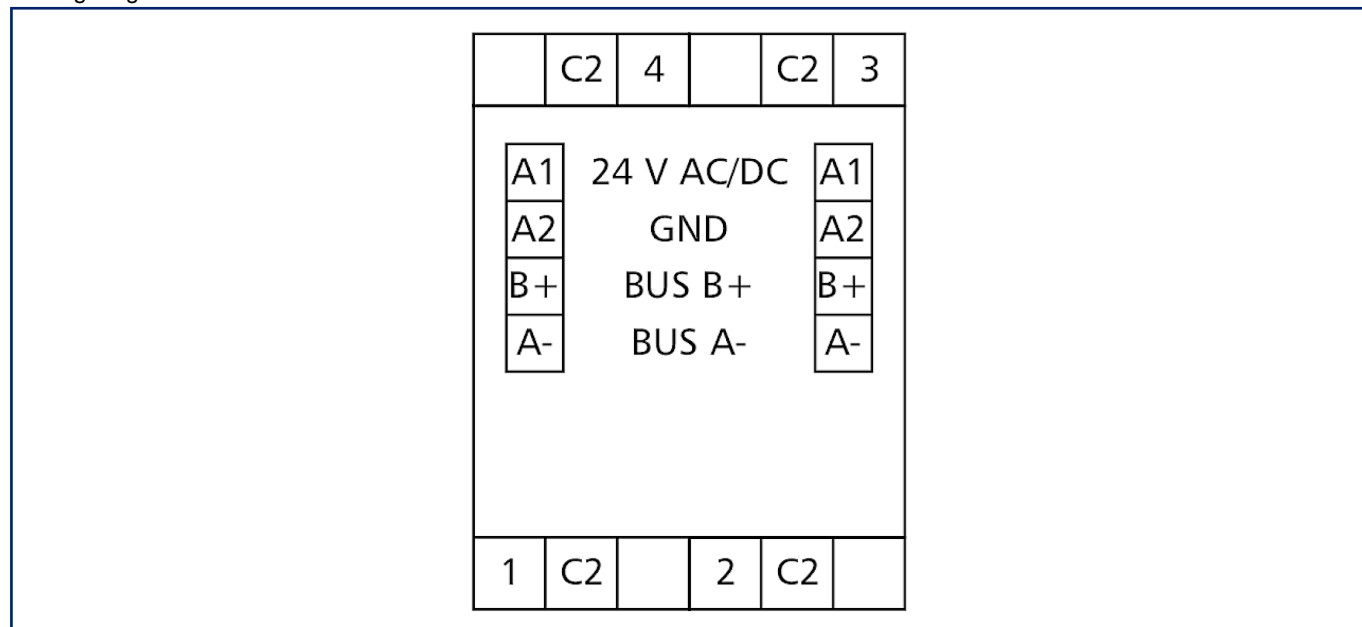 C2 4 C2 3
A1 24 V AC/DC A1
A2 GND A2
B+ BUS B+ B+
A- BUS A- A-
1 C2 2 C2